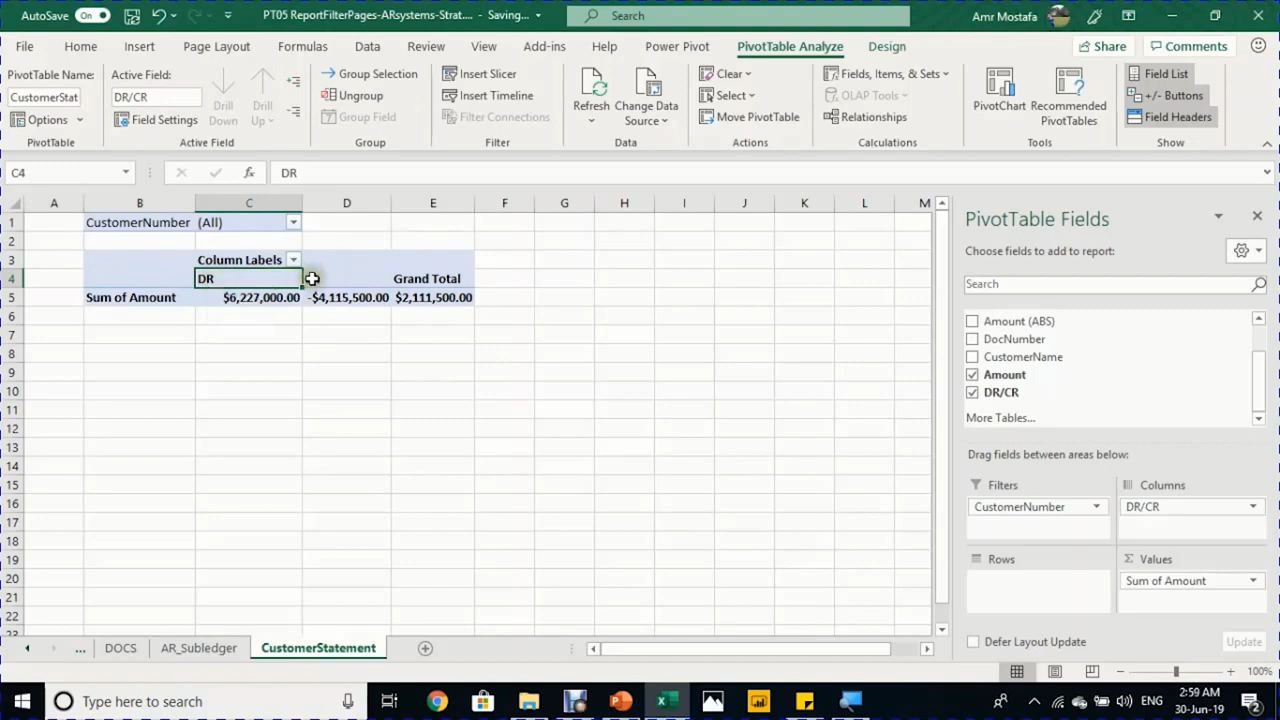 AutoSave On PT05 ReportFilterPages-ARsystems-Strat.... - Saving... Search Amr Mostafa
File Home Insert Page Layout Formulas Data Review View Add-ins Help Power Pivot PivotTable Analyze Design Share Comments
PivotTable Name: Active Field: Group Selection Insert Slicer Clear Fields, Items, & Sets Field List
CustomerStat DR/CR Drill Down Drill Up Ungroup Insert Timeline Refresh Change Data Source Select OLAP Tools PivotChart Recommended PivotTables +/- Buttons
Options Field Settings Group Field Filter Connections Move PivotTable Relationships Field Headers
PivotTable Active Field Group Filter Data Actions Calculations Tools Show
C4 fx DR
A B C D E F G H I J K L M
1 CustomerNumber (All)
2
3 Column Labels
4 DR Grand Total
5 Sum of Amount $6,227,000.00 -$4,115,500.00 $2,111,500.00
6
7
8
9
10
11
12
13
14
15
16
17
18
19
20
21
22
23
PivotTable Fields
Choose fields to add to report:
Search
Amount (ABS)
DocNumber
CustomerName
Amount
DR/CR
More Tables...
Drag fields between areas below:
Filters Columns
CustomerNumber DR/CR
Rows Σ Values
Sum of Amount
Defer Layout Update Update
... DOCS AR_Subledger CustomerStatement
100%
Type here to search ENG 2:59 AM
30-Jun-19 2